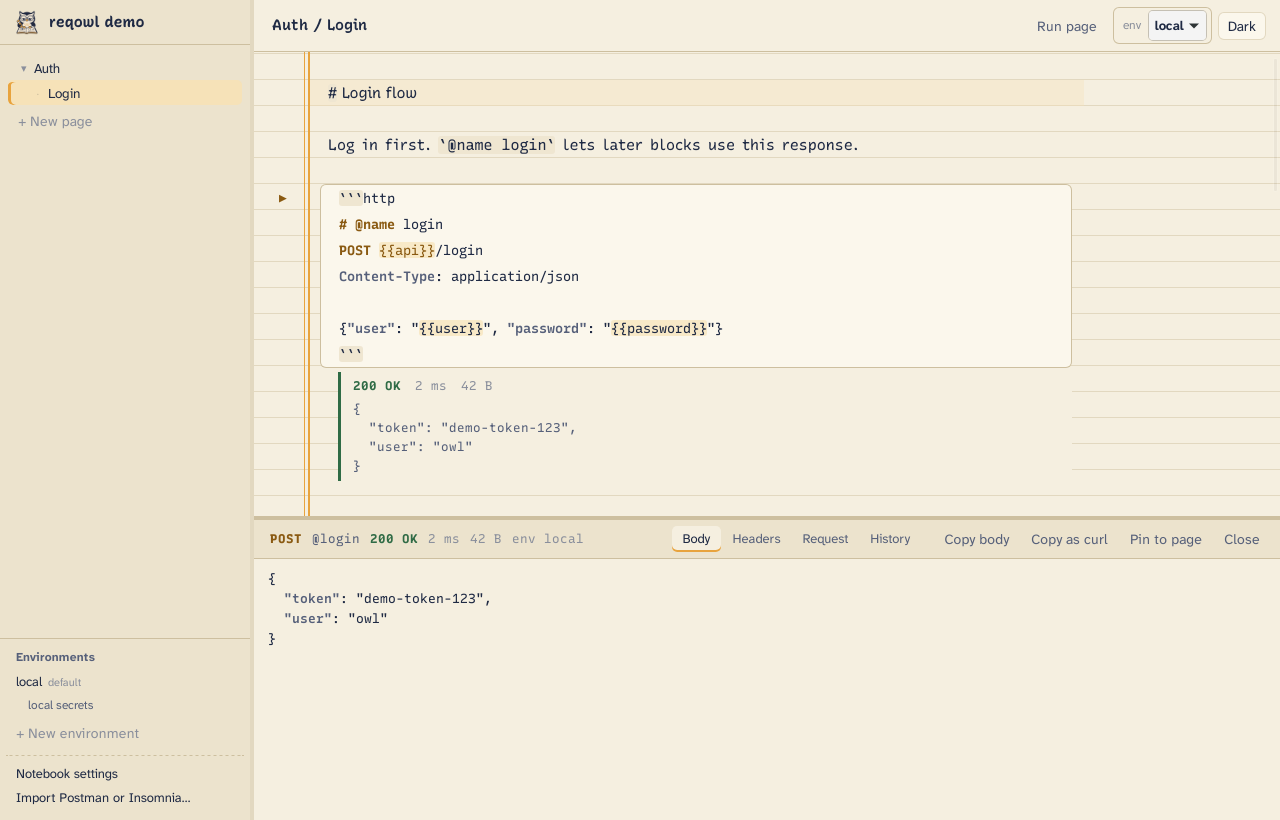 reqowl demo
Auth
Login
+ New page
Environments
local default
local secrets
+ New environment
Notebook settings
Import Postman or Insomnia…
Auth / Login
Run page
env local
Dark
# Login flow
Log in first. `@name login` lets later blocks use this response.
```http
# @name login
POST {{api}}/login
Content-Type: application/json
{"user": "{{user}}", "password": "{{password}}"}
```
200 OK 2 ms 42 B
{
"token": "demo-token-123",
"user": "owl"
}
POST @login 200 OK 2 ms 42 B env local
Body Headers Request History Copy body Copy as curl Pin to page Close
{
"token": "demo-token-123",
"user": "owl"
}